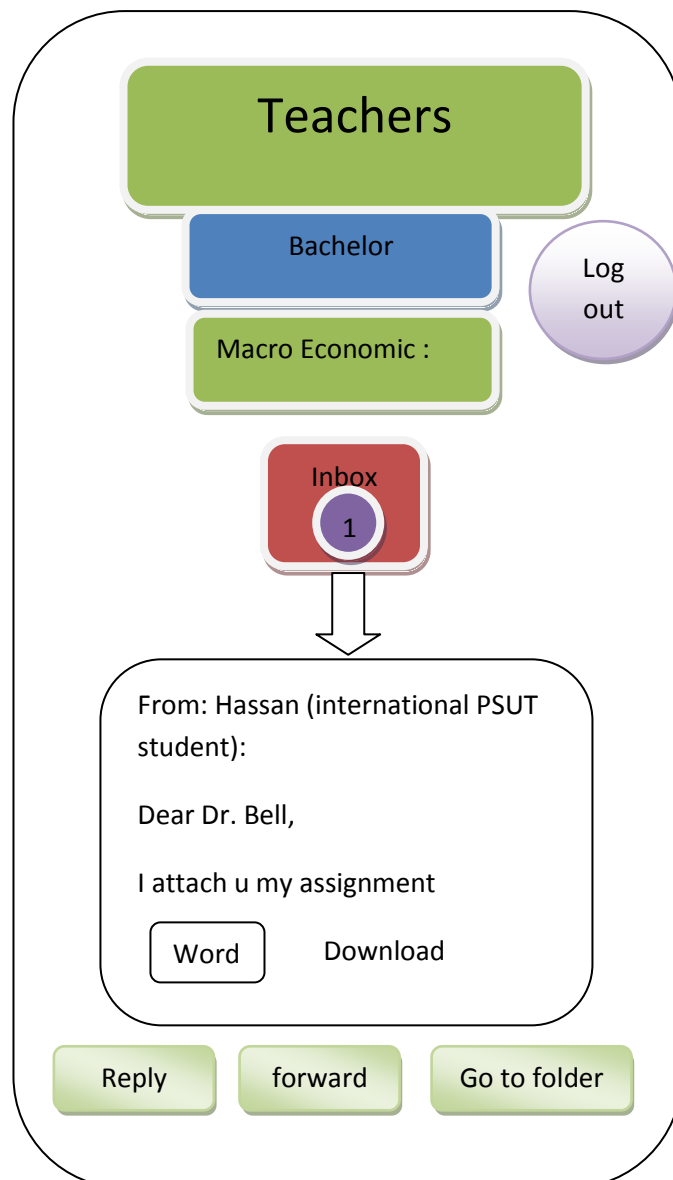 Teachers
Bachelor
Log
out
Macro Economic :
Inbox
1
From: Hassan (international PSUT
student):
Dear Dr. Bell,
I attach u my assignment
Word
Download
Reply
forward
Go to folder